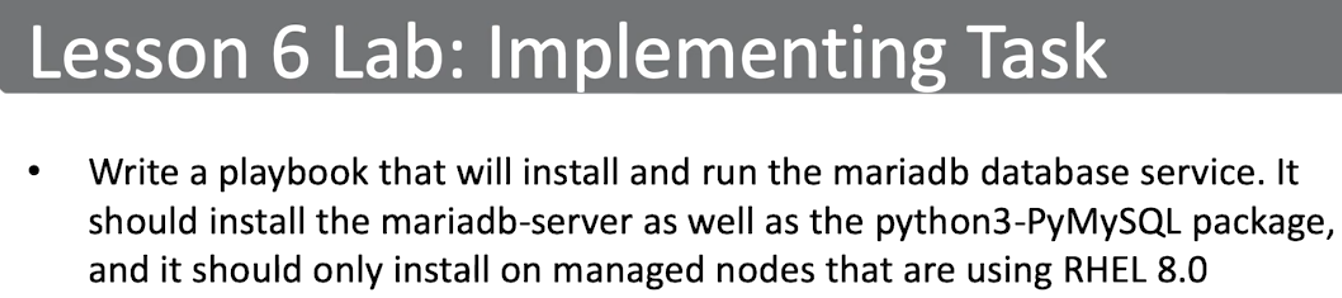 Lesson 6 Lab: Implementing Task
• Write a playbook that will install and run the mariadb database service. It
should install the mariadb-server as well as the python3-PyMySQL package,
and it should only install on managed nodes that are using RHEL 8.0